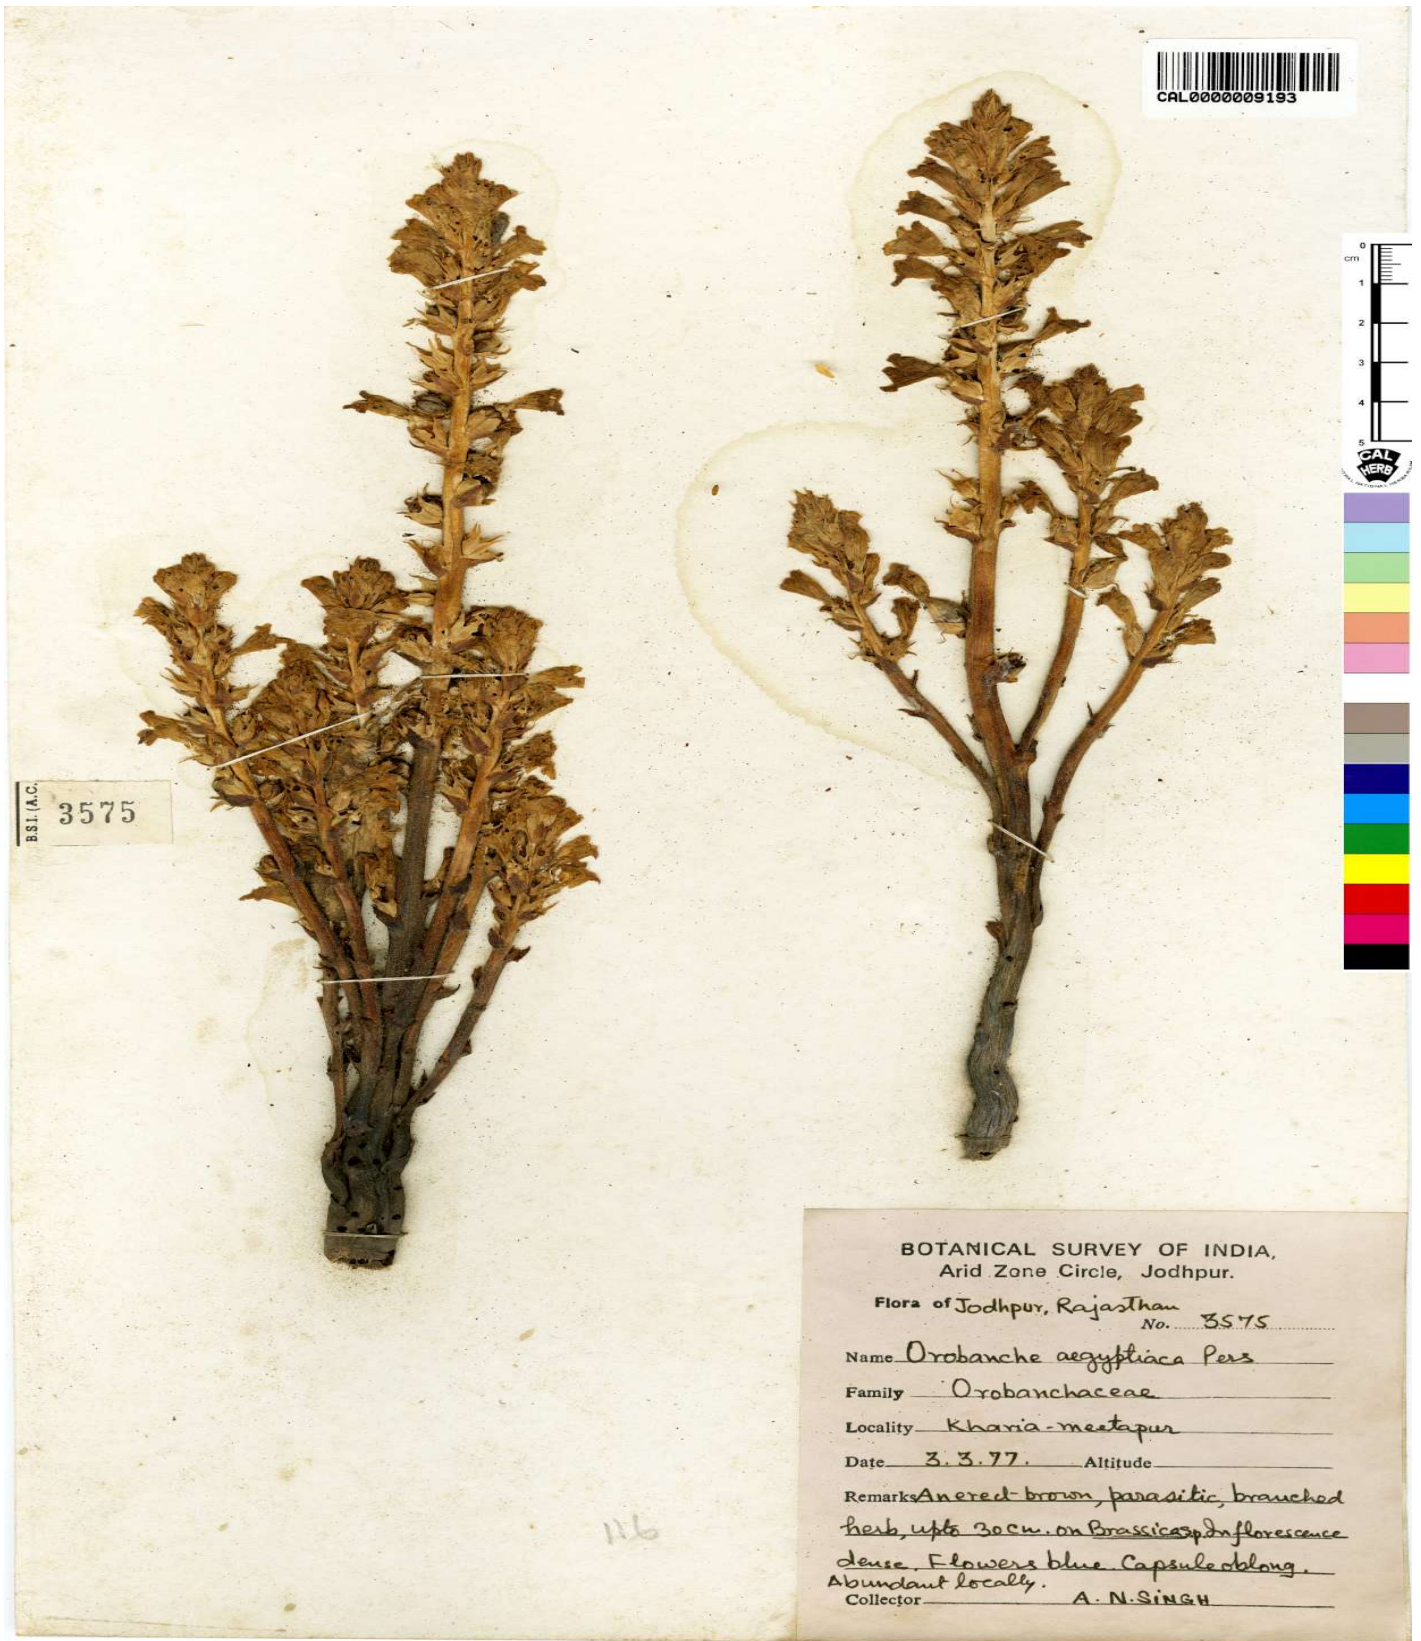 CAL0000009193
0
cm
1
2
3
4
5
CAL
HERB
B.S.I. (A.C.
3575
BOTANICAL SURVEY OF INDIA,
Arid Zone Circle, Jodhpur.
Flora of Jodhpur, Rajasthan
No. 3575
Name Orobanche aegyptiaca Pers
Family Orobanchaceae
Locality Kharia-meetapur
Date 3.3.77. Altitude
Remarks An erect brown, parasitic, branched
herb, upto 30cm. on Brassica sp. Inflorescence
dense. Flowers blue. Capsule oblong.
Abundant locally.
Collector A. N. SINGH
116